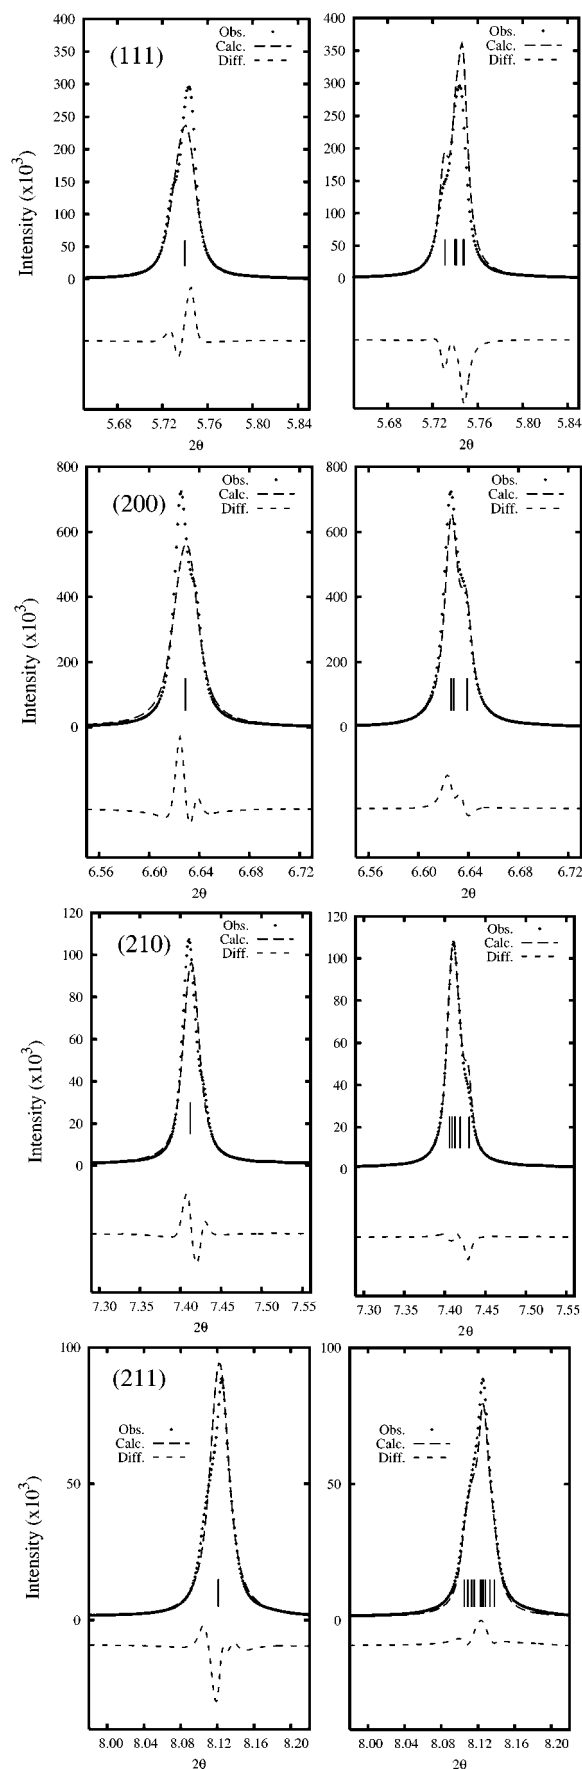 400
350
300
250
200
150
100
50
0
(111)
Obs.
Calc.
Diff.
Intensity (x10³)
5.68 5.72 5.76 5.80 5.84
2θ
400
350
300
250
200
150
100
50
0
Obs.
Calc.
Diff.
5.68 5.72 5.76 5.80 5.84
2θ
800
600
400
200
0
(200)
Obs.
Calc.
Diff.
Intensity (x10³)
6.56 6.60 6.64 6.68 6.72
2θ
800
600
400
200
0
Obs.
Calc.
Diff.
6.56 6.60 6.64 6.68 6.72
2θ
120
100
80
60
40
20
0
(210)
Obs.
Calc.
Diff.
Intensity (x10³)
7.30 7.35 7.40 7.45 7.50 7.55
2θ
120
100
80
60
40
20
0
Obs.
Calc.
Diff.
7.30 7.35 7.40 7.45 7.50 7.55
2θ
100
50
0
(211)
Obs.
Calc.
Diff.
Intensity (x10³)
8.00 8.04 8.08 8.12 8.16 8.20
2θ
100
50
0
Obs.
Calc.
Diff.
8.00 8.04 8.08 8.12 8.16 8.20
2θ